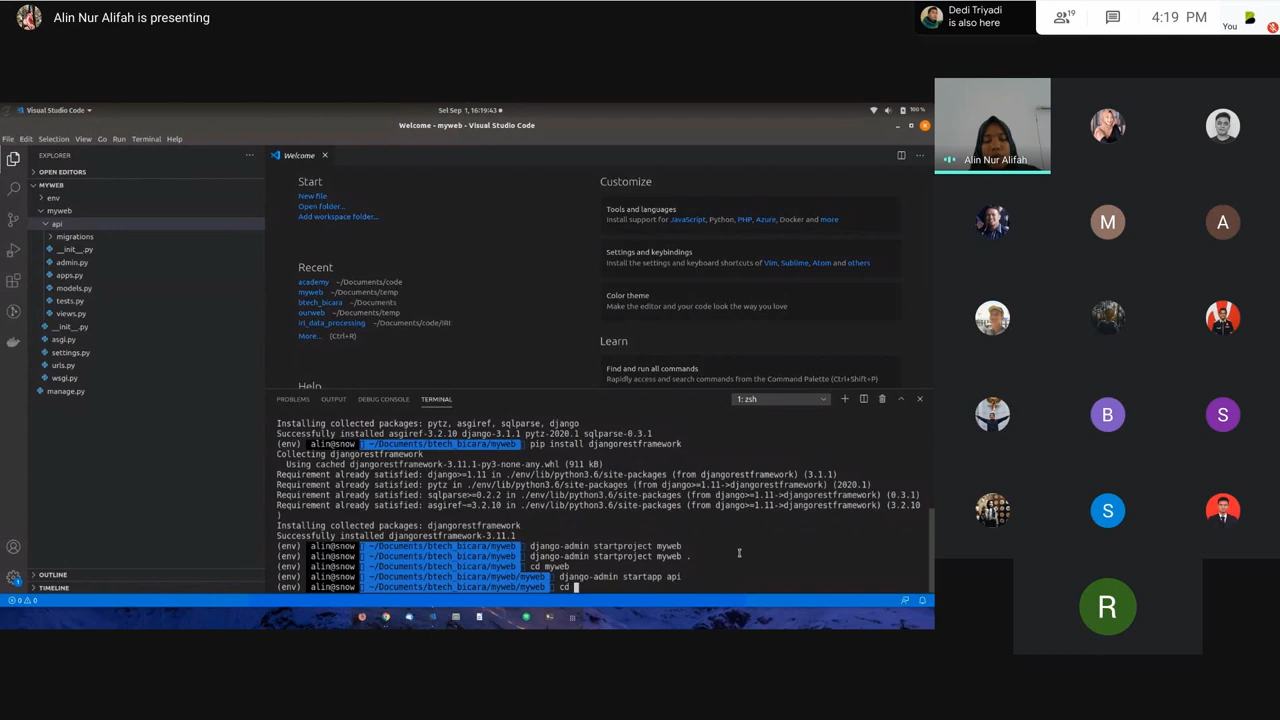 Alin Nur Alifah is presenting
Dedi Triyadi
is also here
19
4:19 PM
You
Visual Studio Code
Sel Sep 1, 16:19:43
100 %
Welcome - myweb - Visual Studio Code
File Edit Selection View Go Run Terminal Help
EXPLORER
OPEN EDITORS
MYWEB
env
myweb
api
migrations
__init__.py
admin.py
apps.py
models.py
tests.py
views.py
__init__.py
asgi.py
settings.py
urls.py
wsgi.py
manage.py
OUTLINE
TIMELINE
Welcome
Start
New file
Open folder...
Add workspace folder...
Recent
academy ~/Documents/code
myweb ~/Documents/temp
btech_bicara ~/Documents
ourweb ~/Documents/temp
iri_data_processing ~/Documents/code/IRI
More... (Ctrl+R)
Help
Customize
Tools and languages
Install support for JavaScript, Python, PHP, Azure, Docker and more
Settings and keybindings
Install the settings and keyboard shortcuts of Vim, Sublime, Atom and others
Color theme
Make the editor and your code look the way you love
Learn
Find and run all commands
Rapidly access and search commands from the Command Palette (Ctrl+Shift+P)
PROBLEMS OUTPUT DEBUG CONSOLE TERMINAL
1: zsh
Installing collected packages: pytz, asgiref, sqlparse, django
Successfully installed asgiref-3.2.10 django-3.1.1 pytz-2020.1 sqlparse-0.3.1
(env) alin@snow ~/Documents/btech_bicara/myweb pip install djangorestframework
Collecting djangorestframework
Using cached djangorestframework-3.11.1-py3-none-any.whl (911 kB)
Requirement already satisfied: django>=1.11 in ./env/lib/python3.6/site-packages (from djangorestframework) (3.1.1)
Requirement already satisfied: pytz in ./env/lib/python3.6/site-packages (from django>=1.11->djangorestframework) (2020.1)
Requirement already satisfied: sqlparse>=0.2.2 in ./env/lib/python3.6/site-packages (from django>=1.11->djangorestframework) (0.3.1)
Requirement already satisfied: asgiref~=3.2.10 in ./env/lib/python3.6/site-packages (from django>=1.11->djangorestframework) (3.2.10
)
Installing collected packages: djangorestframework
Successfully installed djangorestframework-3.11.1
(env) alin@snow ~/Documents/btech_bicara/myweb django-admin startproject myweb
(env) alin@snow ~/Documents/btech_bicara/myweb django-admin startproject myweb .
(env) alin@snow ~/Documents/btech_bicara/myweb cd myweb
(env) alin@snow ~/Documents/btech_bicara/myweb/myweb django-admin startapp api
(env) alin@snow ~/Documents/btech_bicara/myweb/myweb cd
0 0
1
Alin Nur Alifah
M
A
B
S
S
R